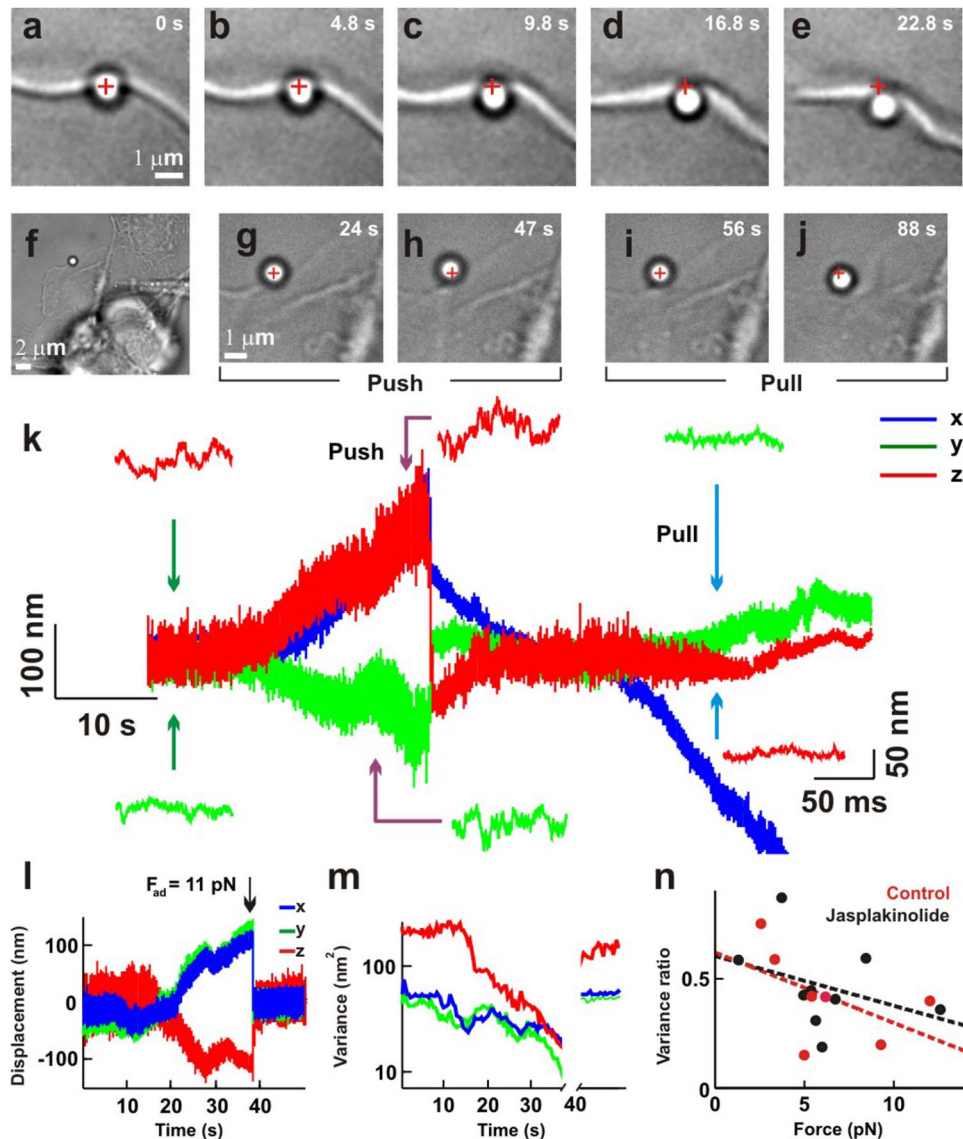 a 0 s b 4.8 s c 9.8 s d 16.8 s e 22.8 s
1 µm
f g 24 s h 47 s i 56 s j 88 s
2 µm 1 µm
Push Pull
k
Push
x
y
z
Pull
100 nm
10 s
50 nm
50 ms
l F_ad = 11 pN
x
y
z
Displacement (nm)
100
0
-100
10 20 30 40
Time (s)
m
Variance (nm²)
100
10
10 20 30 40
Time (s)
n
Control
Jasplakinolide
Variance ratio
0.5
0.5
0 5 10
Force (pN)